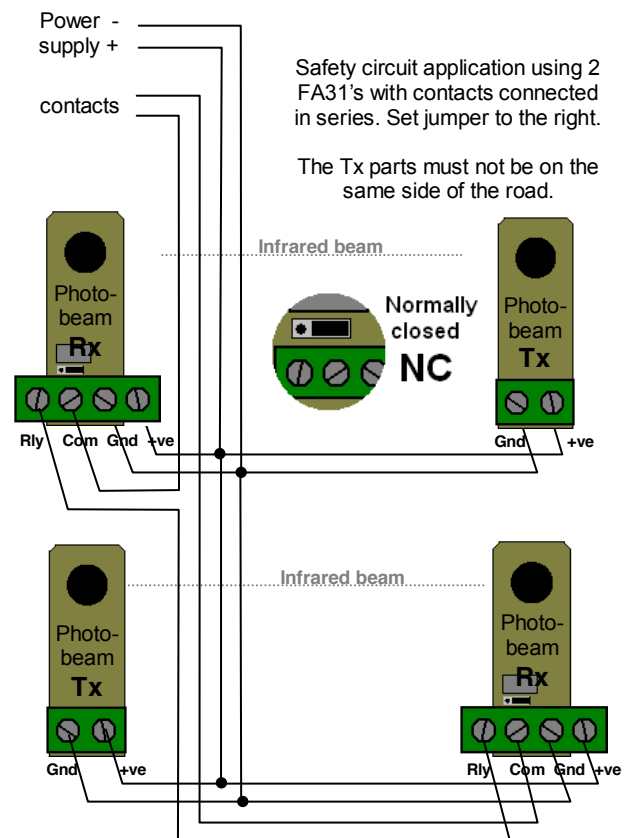 Power -
supply +
contacts
Safety circuit application using 2
FA31's with contacts connected
in series. Set jumper to the right.
The Tx parts must not be on the
same side of the road.
Infrared beam
Photo-
beam
Rx
Normally
closed
NC
Photo-
beam
Tx
Rly Com Gnd +ve
Gnd +ve
Infrared beam
Photo-
beam
Tx
Photo-
beam
Rx
Gnd +ve
Rly Com Gnd +ve